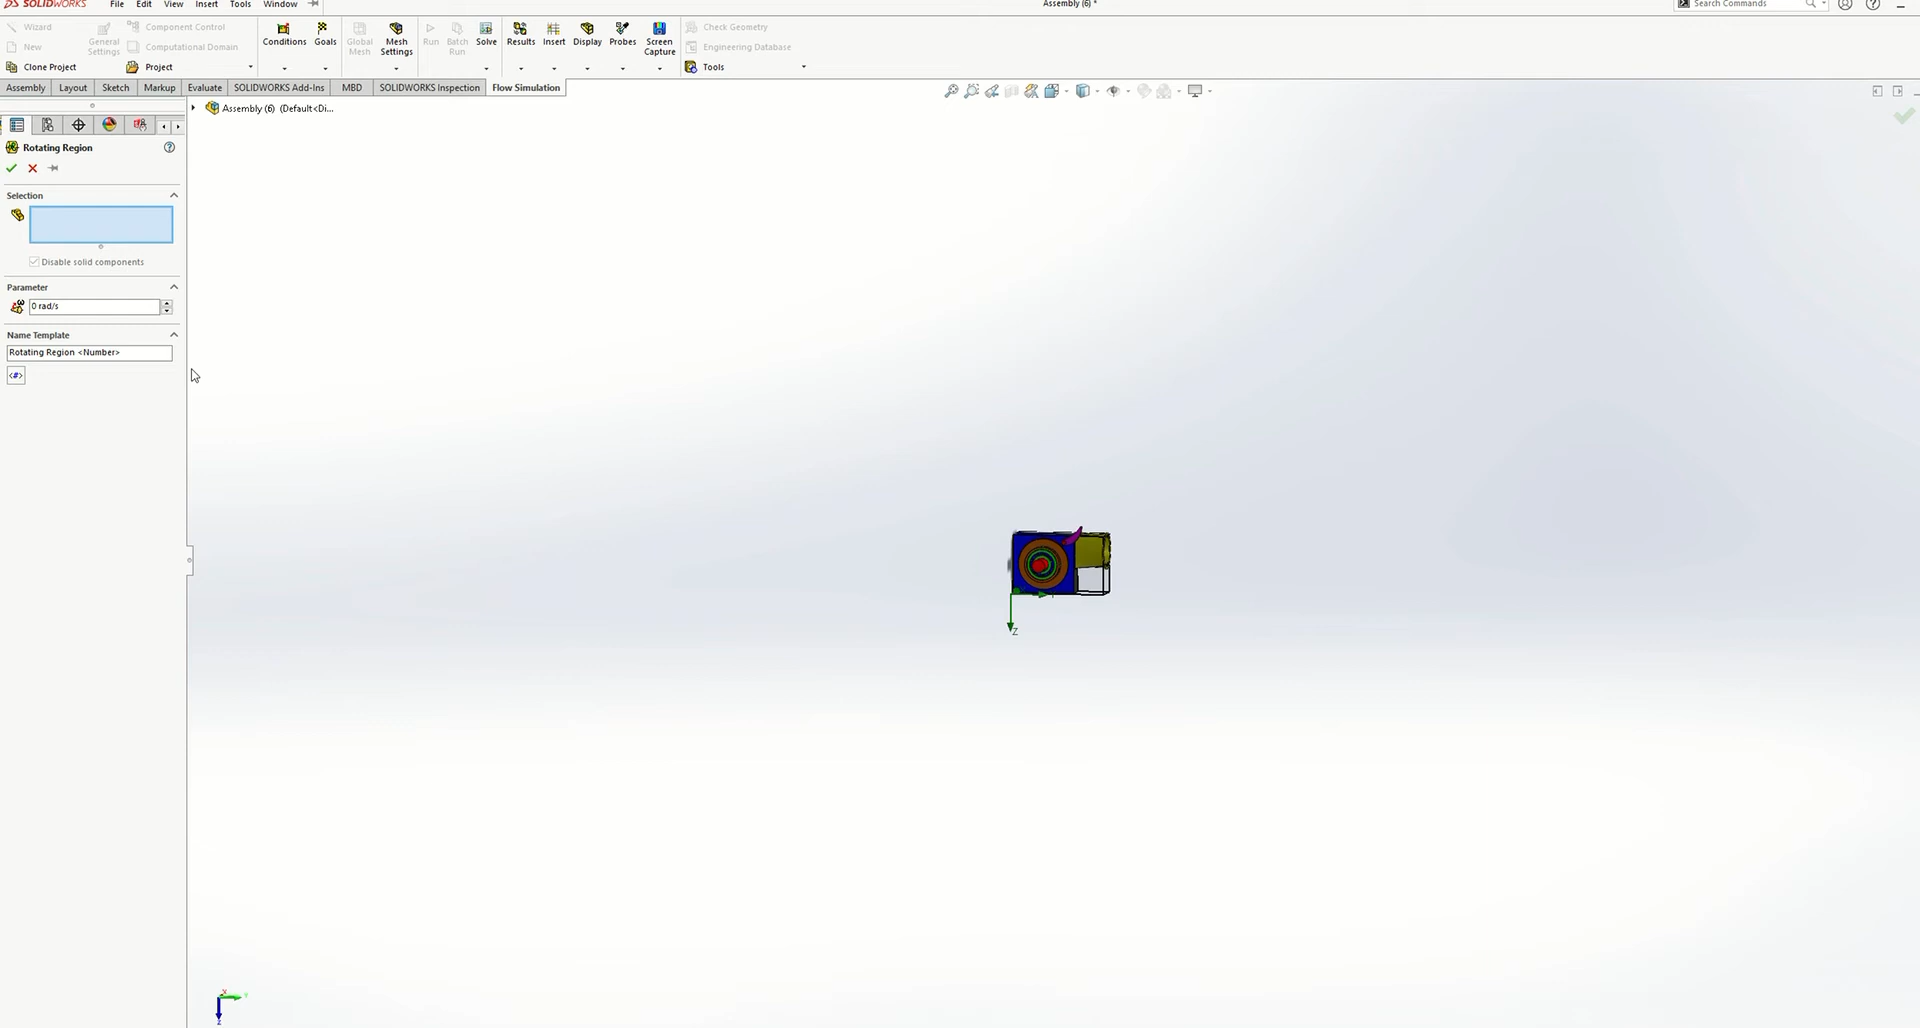 SOLIDWORKS File Edit View Insert Tools Window Assembly (6) * Search Commands
Wizard Component Control Check Geometry
New General Settings Computational Domain Conditions Goals Global Mesh Mesh Settings Run Batch Run Solve Results Insert Display Probes Screen Capture Engineering Database
Clone Project Project Tools
Assembly Layout Sketch Markup Evaluate SOLIDWORKS Add-Ins MBD SOLIDWORKS Inspection Flow Simulation
Assembly (6) (Default<Di...
Rotating Region
Selection
Disable solid components
Parameter
0 rad/s
Name Template
Rotating Region <Number>
<#>
Z
X
Y
Z